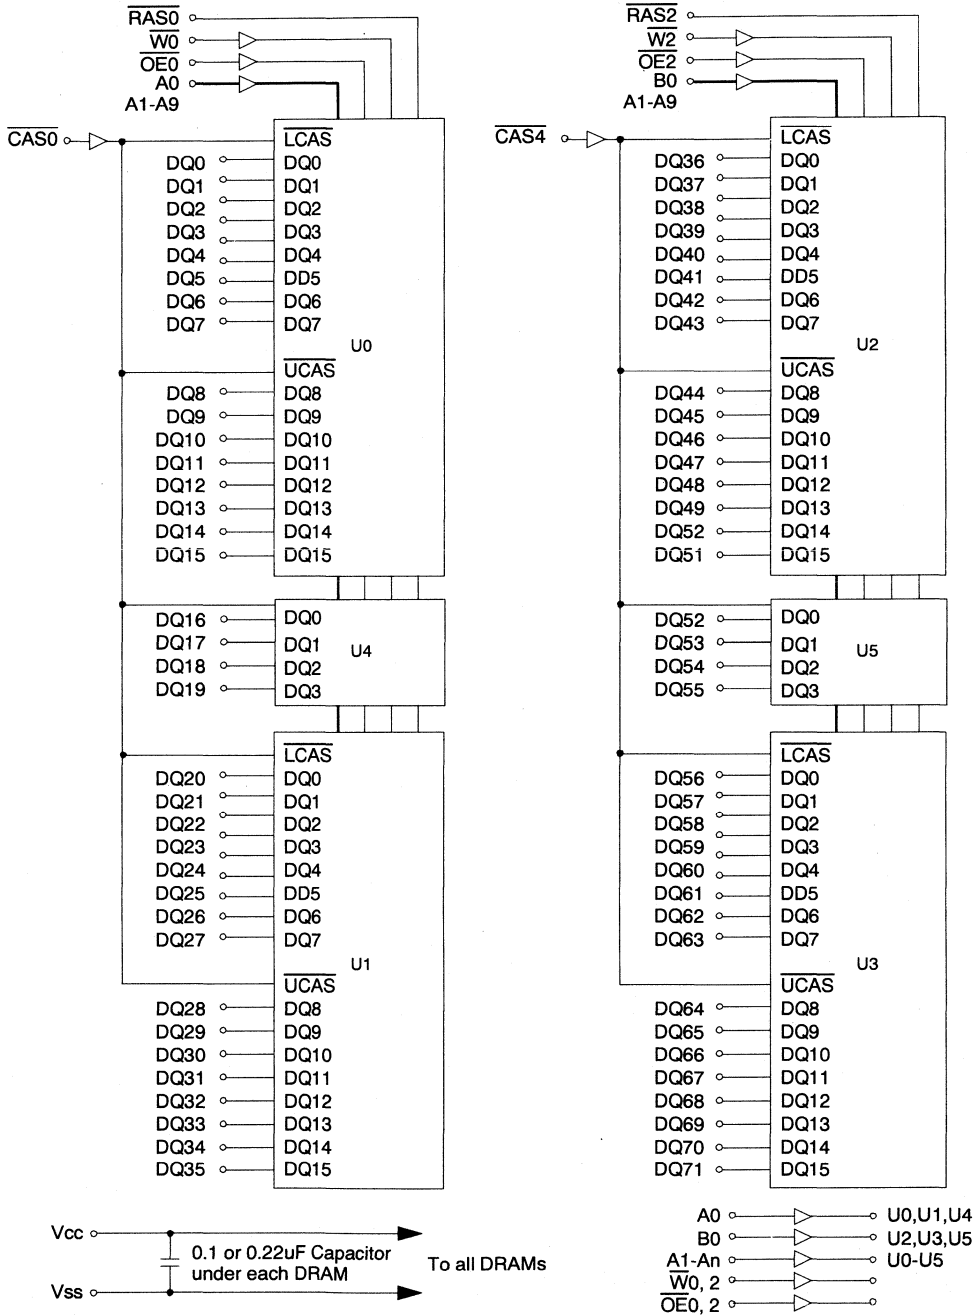 RAS0
W0
OE0
A0
A1-A9
CAS0
LCAS
DQ0 DQ0
DQ1 DQ1
DQ2 DQ2
DQ3 DQ3
DQ4 DQ4
DQ5 DD5
DQ6 DQ6
DQ7 DQ7
U0
UCAS
DQ8 DQ8
DQ9 DQ9
DQ10 DQ10
DQ11 DQ11
DQ12 DQ12
DQ13 DQ13
DQ14 DQ14
DQ15 DQ15
DQ16 DQ0
DQ17 DQ1
U4
DQ18 DQ2
DQ19 DQ3
LCAS
DQ20 DQ0
DQ21 DQ1
DQ22 DQ2
DQ23 DQ3
DQ24 DQ4
DQ25 DD5
DQ26 DQ6
DQ27 DQ7
U1
UCAS
DQ28 DQ8
DQ29 DQ9
DQ30 DQ10
DQ31 DQ11
DQ32 DQ12
DQ33 DQ13
DQ34 DQ14
DQ35 DQ15
RAS2
W2
OE2
B0
A1-A9
CAS4
LCAS
DQ36 DQ0
DQ37 DQ1
DQ38 DQ2
DQ39 DQ3
DQ40 DQ4
DQ41 DD5
DQ42 DQ6
DQ43 DQ7
U2
UCAS
DQ44 DQ8
DQ45 DQ9
DQ46 DQ10
DQ47 DQ11
DQ48 DQ12
DQ49 DQ13
DQ52 DQ14
DQ51 DQ15
DQ52 DQ0
DQ53 DQ1
U5
DQ54 DQ2
DQ55 DQ3
LCAS
DQ56 DQ0
DQ57 DQ1
DQ58 DQ2
DQ59 DQ3
DQ60 DQ4
DQ61 DD5
DQ62 DQ6
DQ63 DQ7
U3
UCAS
DQ64 DQ8
DQ65 DQ9
DQ66 DQ10
DQ67 DQ11
DQ68 DQ12
DQ69 DQ13
DQ70 DQ14
DQ71 DQ15
Vcc
0.1 or 0.22uF Capacitor
under each DRAM
To all DRAMs
Vss
A0 U0,U1,U4
B0 U2,U3,U5
A1-An U0-U5
W0, 2
OE0, 2